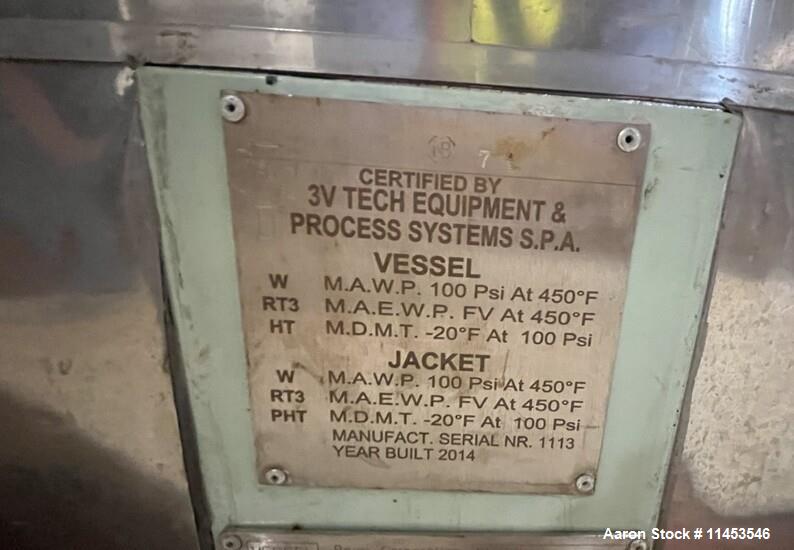 7
CERTIFIED BY
3V TECH EQUIPMENT &
PROCESS SYSTEMS S.P.A.
VESSEL
W M.A.W.P. 100 Psi At 450°F
RT3 M.A.E.W.P. FV At 450°F
HT M.D.M.T. -20°F At 100 Psi
JACKET
W M.A.W.P. 100 Psi At 450°F
RT3 M.A.E.W.P. FV At 450°F
PHT M.D.M.T. -20°F At 100 Psi
MANUFACT. SERIAL NR. 1113
YEAR BUILT 2014
Aaron Stock # 11453546